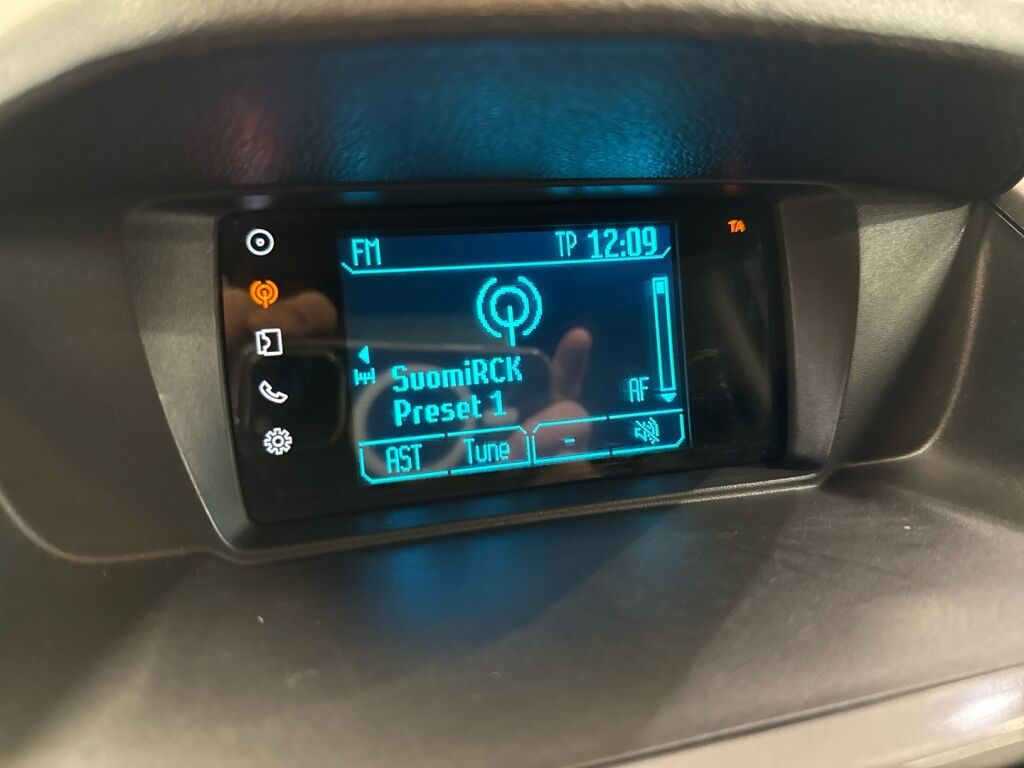 FM TP 12:09
TA
SuomiRCK
AF
Preset 1
AST Tune -